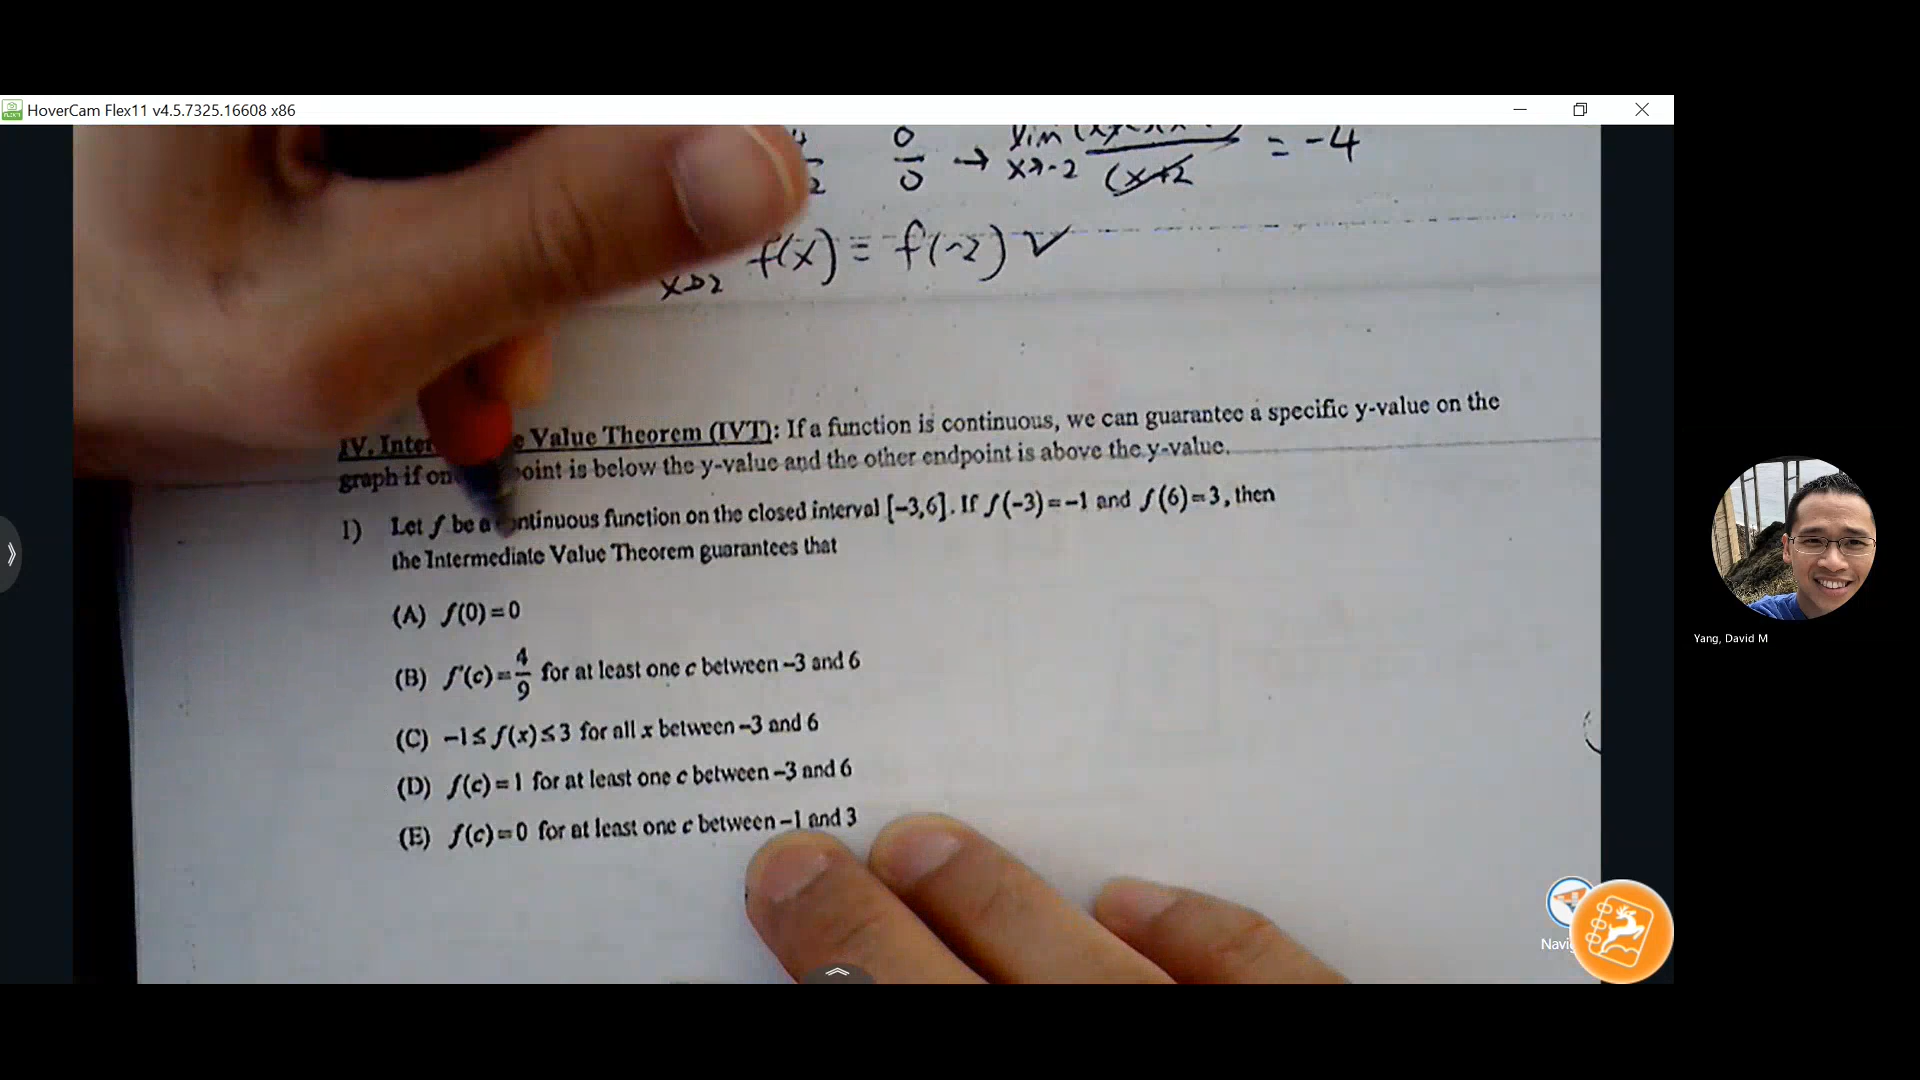 HoverCam Flex11 v4.5.7325.16608 x86
0/0 → lim x→-2 (x+2 = -4
x→2 f(x) = f(-2) ✓
IV. Value Theorem (IVT): If a function is continuous, we can guarantee a specific y-value on the
graph if point is below the y-value and the other endpoint is above the y-value.
1) Let f be a continuous function on the closed interval [-3,6]. If f(-3)=-1 and f(6)=3, then
the Intermediate Value Theorem guarantees that
(A) f(0)=0
(B) f'(c)=4/9 for at least one c between -3 and 6
(C) -1≤f(x)≤3 for all x between -3 and 6
(D) f(c)=1 for at least one c between -3 and 6
(E) f(c)=0 for at least one c between -1 and 3
Yang, David M